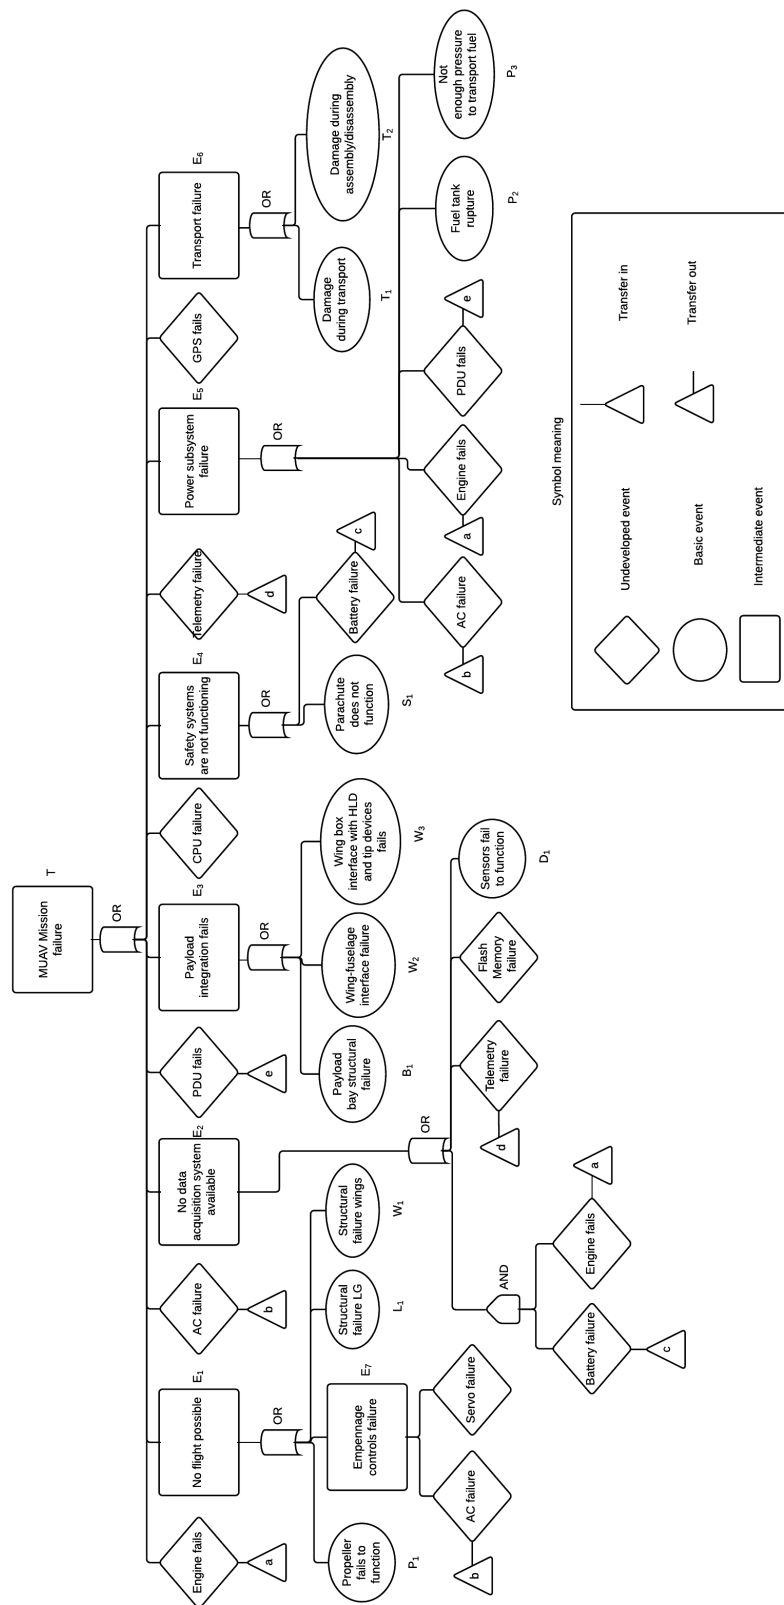 MUAV Mission
failure
T
OR
Engine fails
a
No flight possible
E1
AC failure
b
No data
acquisition system
available
E2
PDU fails
e
Payload
integration fails
E3
CPU failure
Safety systems
are not functioning
E4
Telemetry failure
d
Power subsystem
failure
E5
GPS fails
Transport failure
E6
OR
Propeller
fails to
function
P1
Empennage
controls failure
E7
Structural
failure LG
L1
Structural
failure wings
W1
AC failure
b
Servo failure
OR
AND
Battery failure
c
Engine fails
a
Telemetry
failure
d
Flash
Memory
failure
Sensors fail
to function
D1
OR
Payload
bay structural
failure
B1
Wing-fuselage
interface failure
W2
Wing box
interface with HLD
and tip devices
fails
W3
OR
Parachute
does not
function
S1
Battery failure
c
OR
AC failure
b
Engine fails
a
PDU fails
e
Fuel tank
rupture
P2
Not
enough pressure
to transport fuel
P3
OR
Damage
during transport
T1
Damage during
assembly/disassembly
T2
Symbol meaning
Undeveloped event
Transfer in
Basic event
Transfer out
Intermediate event